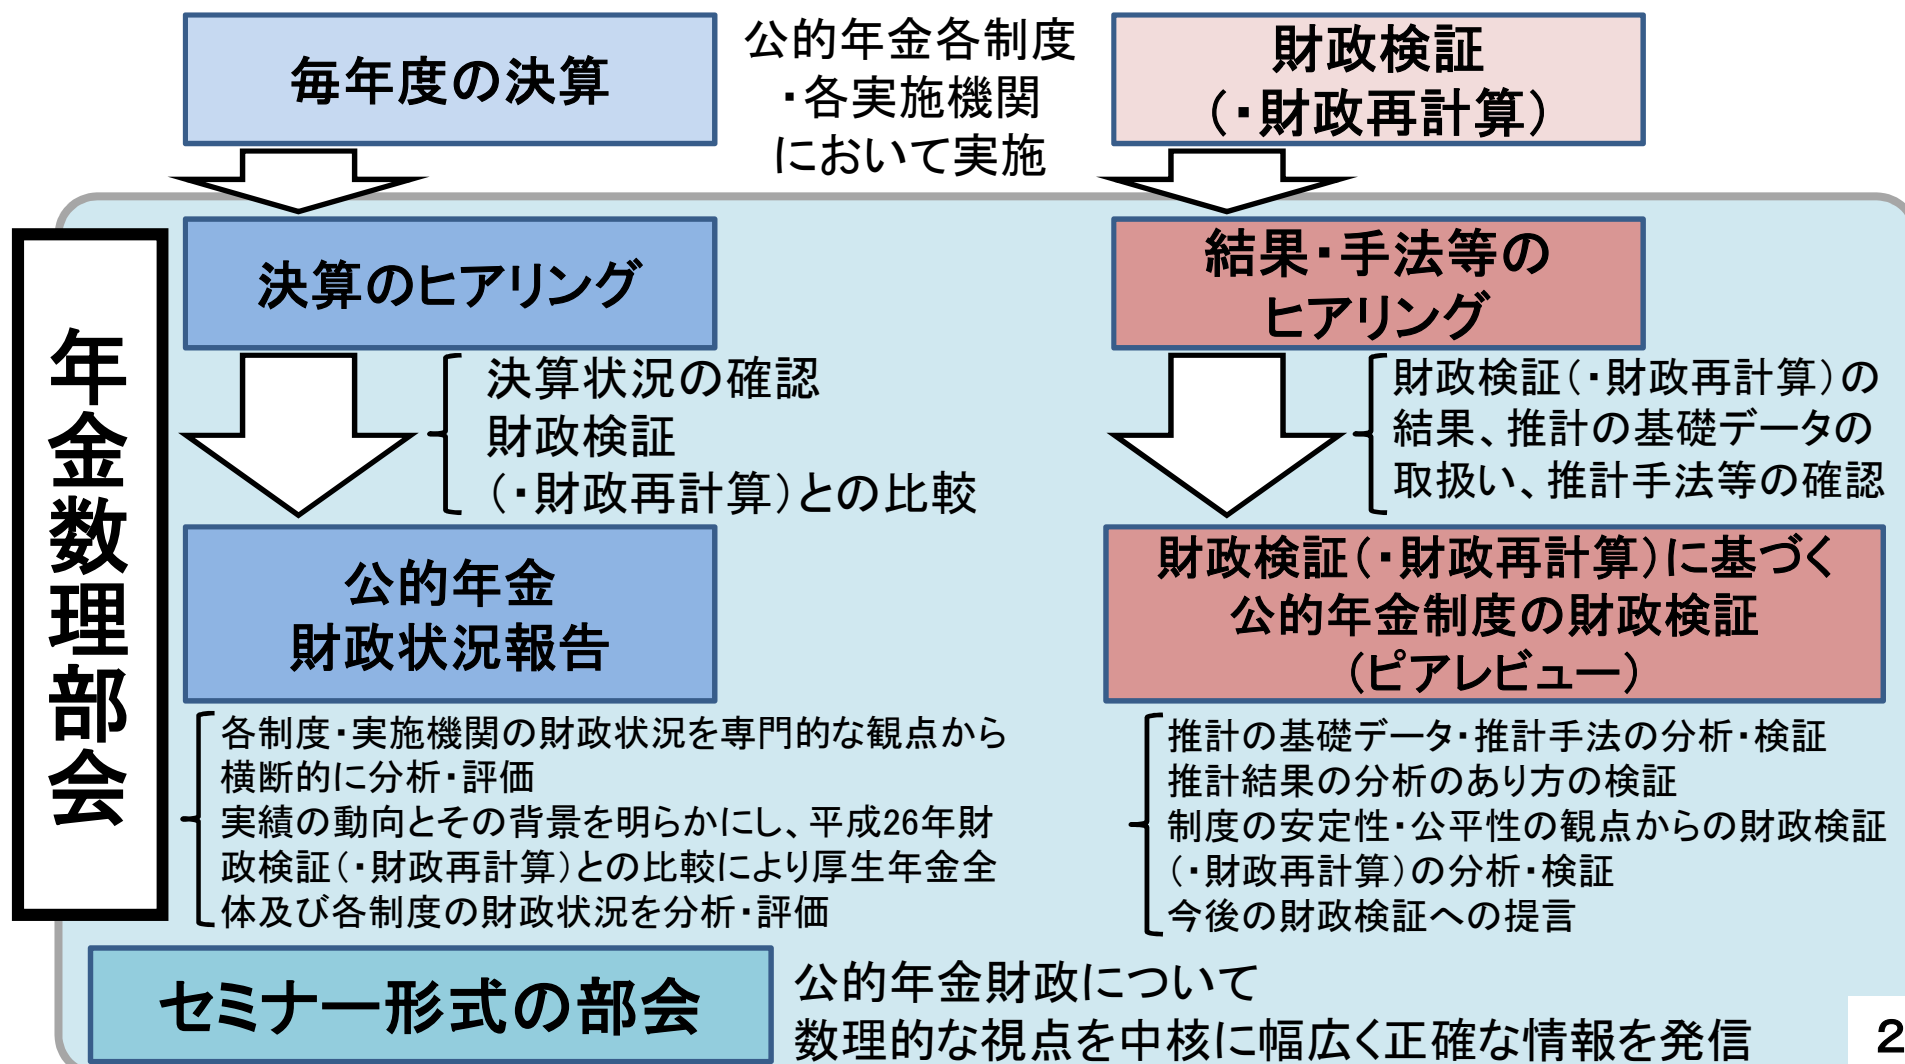 毎年度の決算
公的年金各制度
・各実施機関
において実施
財政検証
（・財政再計算）
年金数理部会
決算のヒアリング
結果・手法等の
ヒアリング
決算状況の確認
財政検証
（・財政再計算）との比較
財政検証（・財政再計算）の
結果、推計の基礎データの
取扱い、推計手法等の確認
公的年金
財政状況報告
財政検証（・財政再計算）に基づく
公的年金制度の財政検証
（ピアレビュー）
各制度・実施機関の財政状況を専門的な観点から
横断的に分析・評価
実績の動向とその背景を明らかにし、平成26年財
政検証（・財政再計算）との比較により厚生年金全
体及び各制度の財政状況を分析・評価
推計の基礎データ・推計手法の分析・検証
推計結果の分析のあり方の検証
制度の安定性・公平性の観点からの財政検証
（・財政再計算）の分析・検証
今後の財政検証への提言
セミナー形式の部会
公的年金財政について
数理的な視点を中核に幅広く正確な情報を発信
2